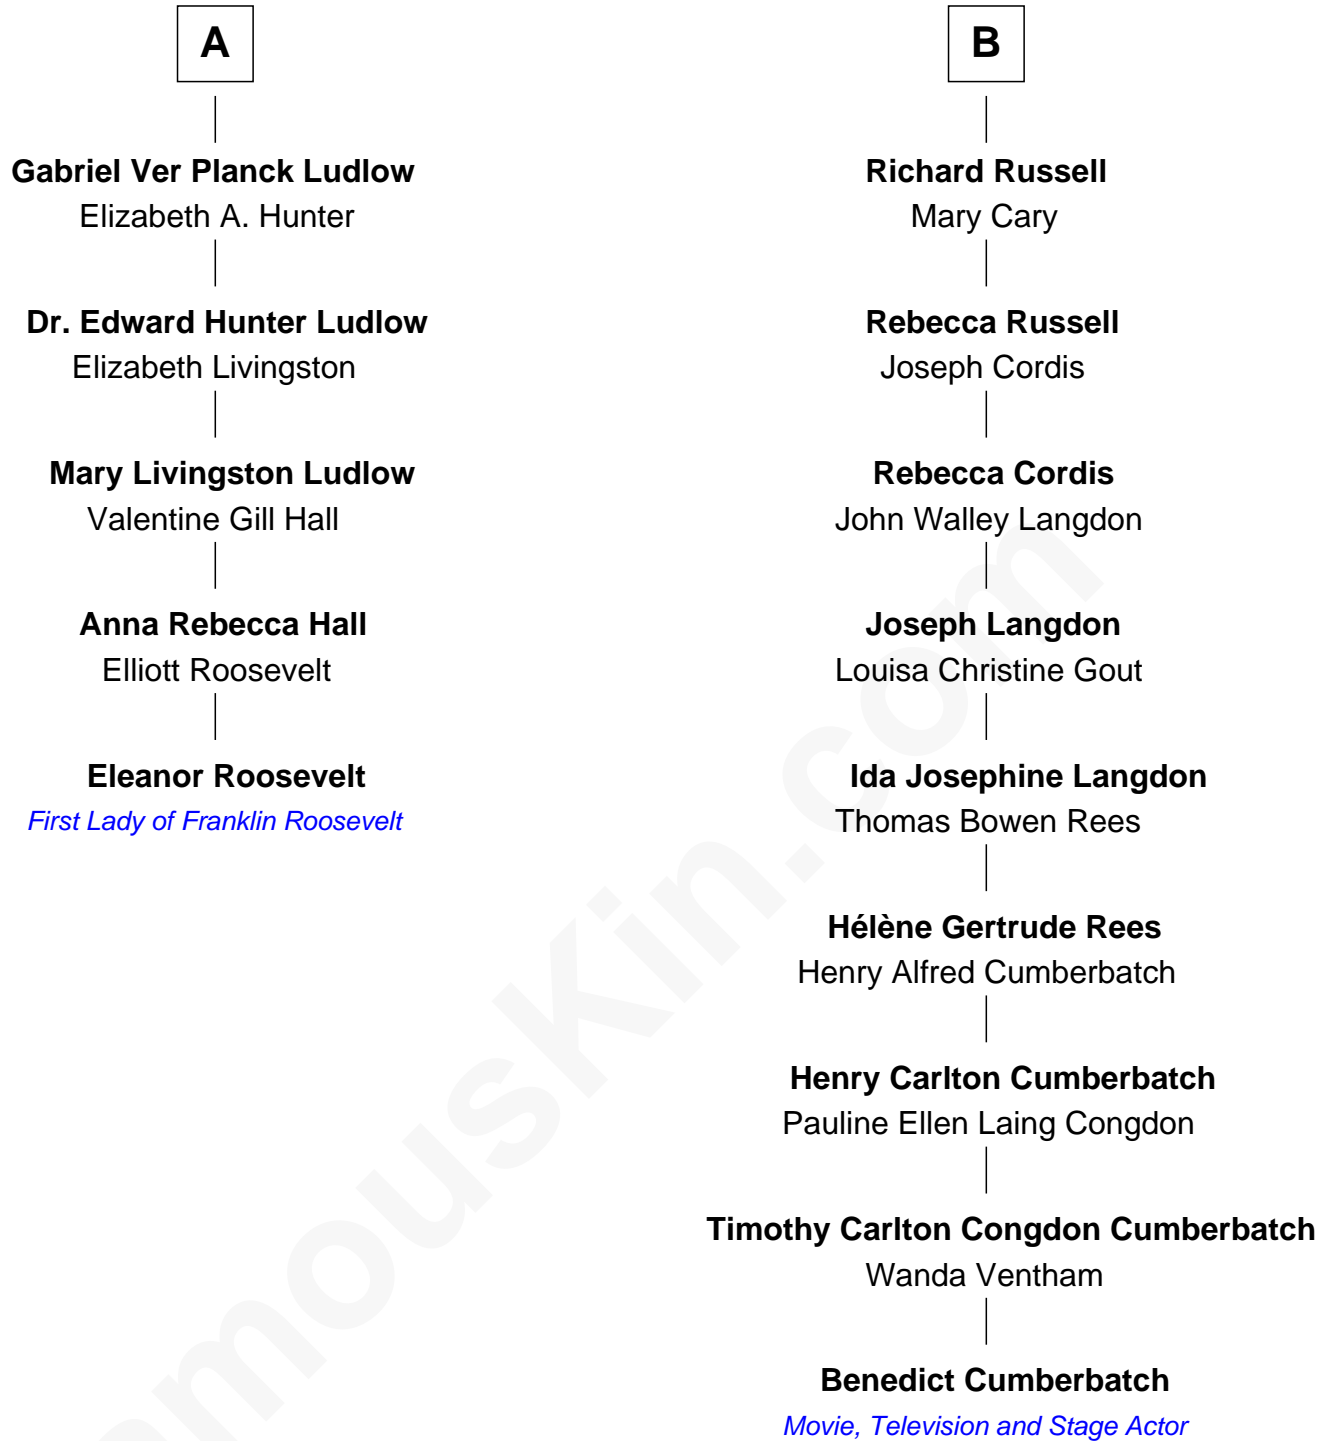 A
Gabriel Ver Planck Ludlow
Elizabeth A. Hunter
Dr. Edward Hunter Ludlow
Elizabeth Livingston
Mary Livingston Ludlow
Valentine Gill Hall
Anna Rebecca Hall
Elliott Roosevelt
Eleanor Roosevelt
First Lady of Franklin Roosevelt
B
Richard Russell
Mary Cary
Rebecca Russell
Joseph Cordis
Rebecca Cordis
John Walley Langdon
Joseph Langdon
Louisa Christine Gout
Ida Josephine Langdon
Thomas Bowen Rees
Hélène Gertrude Rees
Henry Alfred Cumberbatch
Henry Carlton Cumberbatch
Pauline Ellen Laing Congdon
Timothy Carlton Congdon Cumberbatch
Wanda Ventham
Benedict Cumberbatch
Movie, Television and Stage Actor
mouskin.com